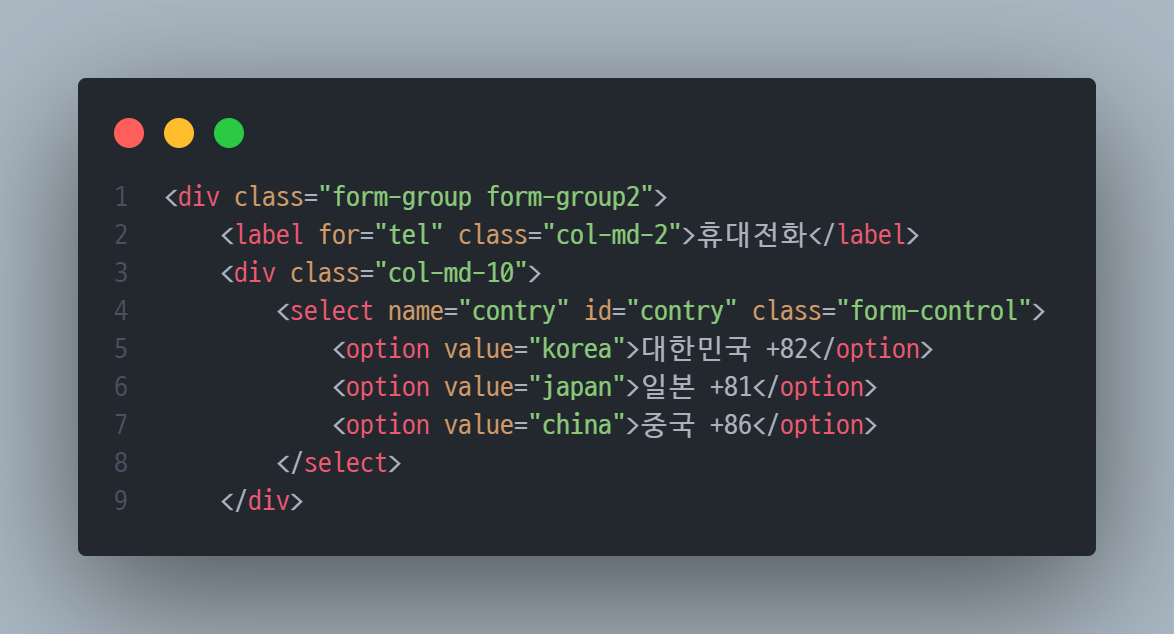 1 <div class="form-group form-group2">
2     <label for="tel" class="col-md-2">휴대전화</label>
3     <div class="col-md-10">
4         <select name="contry" id="contry" class="form-control">
5             <option value="korea">대한민국 +82</option>
6             <option value="japan">일본 +81</option>
7             <option value="china">중국 +86</option>
8         </select>
9     </div>